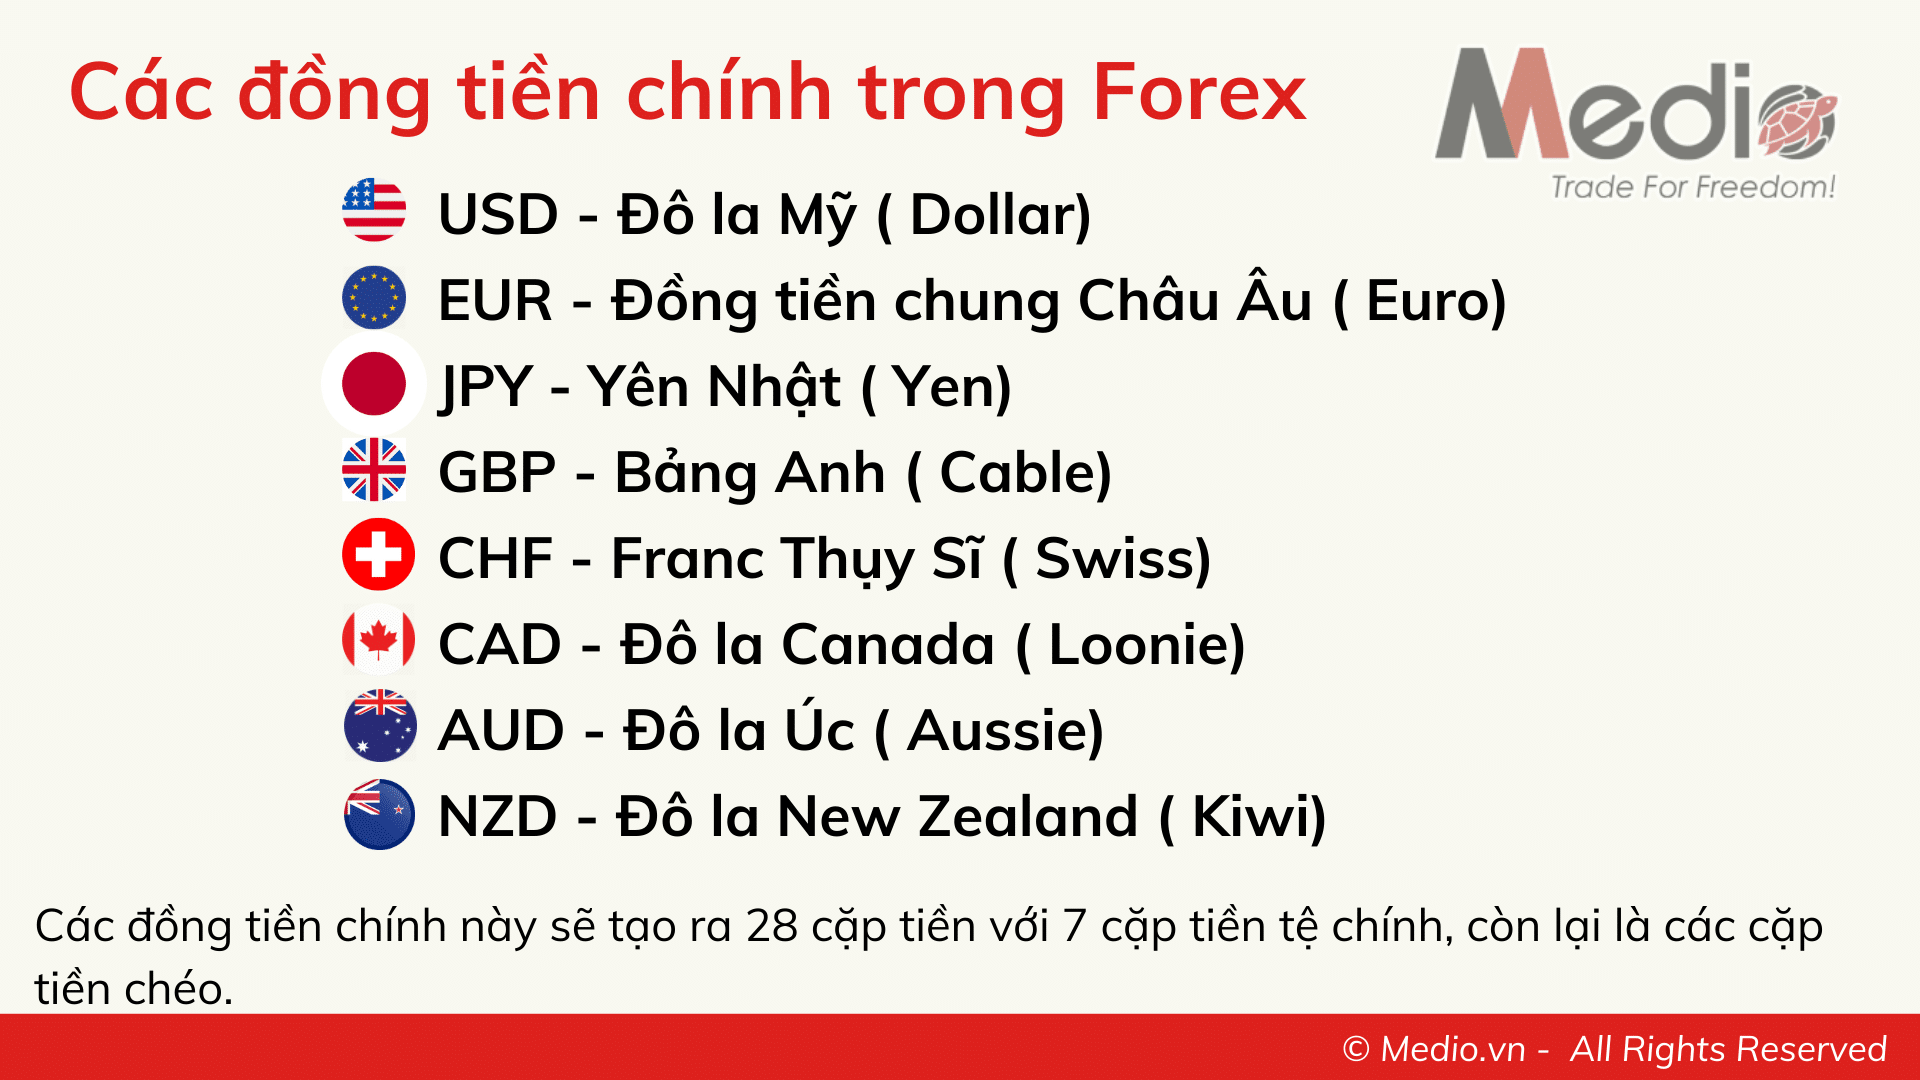 Các đồng tiền chính trong Forex
Medio
Trade For Freedom!
USD - Đô la Mỹ ( Dollar)
EUR - Đồng tiền chung Châu Âu ( Euro)
JPY - Yên Nhật ( Yen)
GBP - Bảng Anh ( Cable)
CHF - Franc Thụy Sĩ ( Swiss)
CAD - Đô la Canada ( Loonie)
AUD - Đô la Úc ( Aussie)
NZD - Đô la New Zealand ( Kiwi)
Các đồng tiền chính này sẽ tạo ra 28 cặp tiền với 7 cặp tiền tệ chính, còn lại là các cặp
tiền chéo.
© Medio.vn - All Rights Reserved